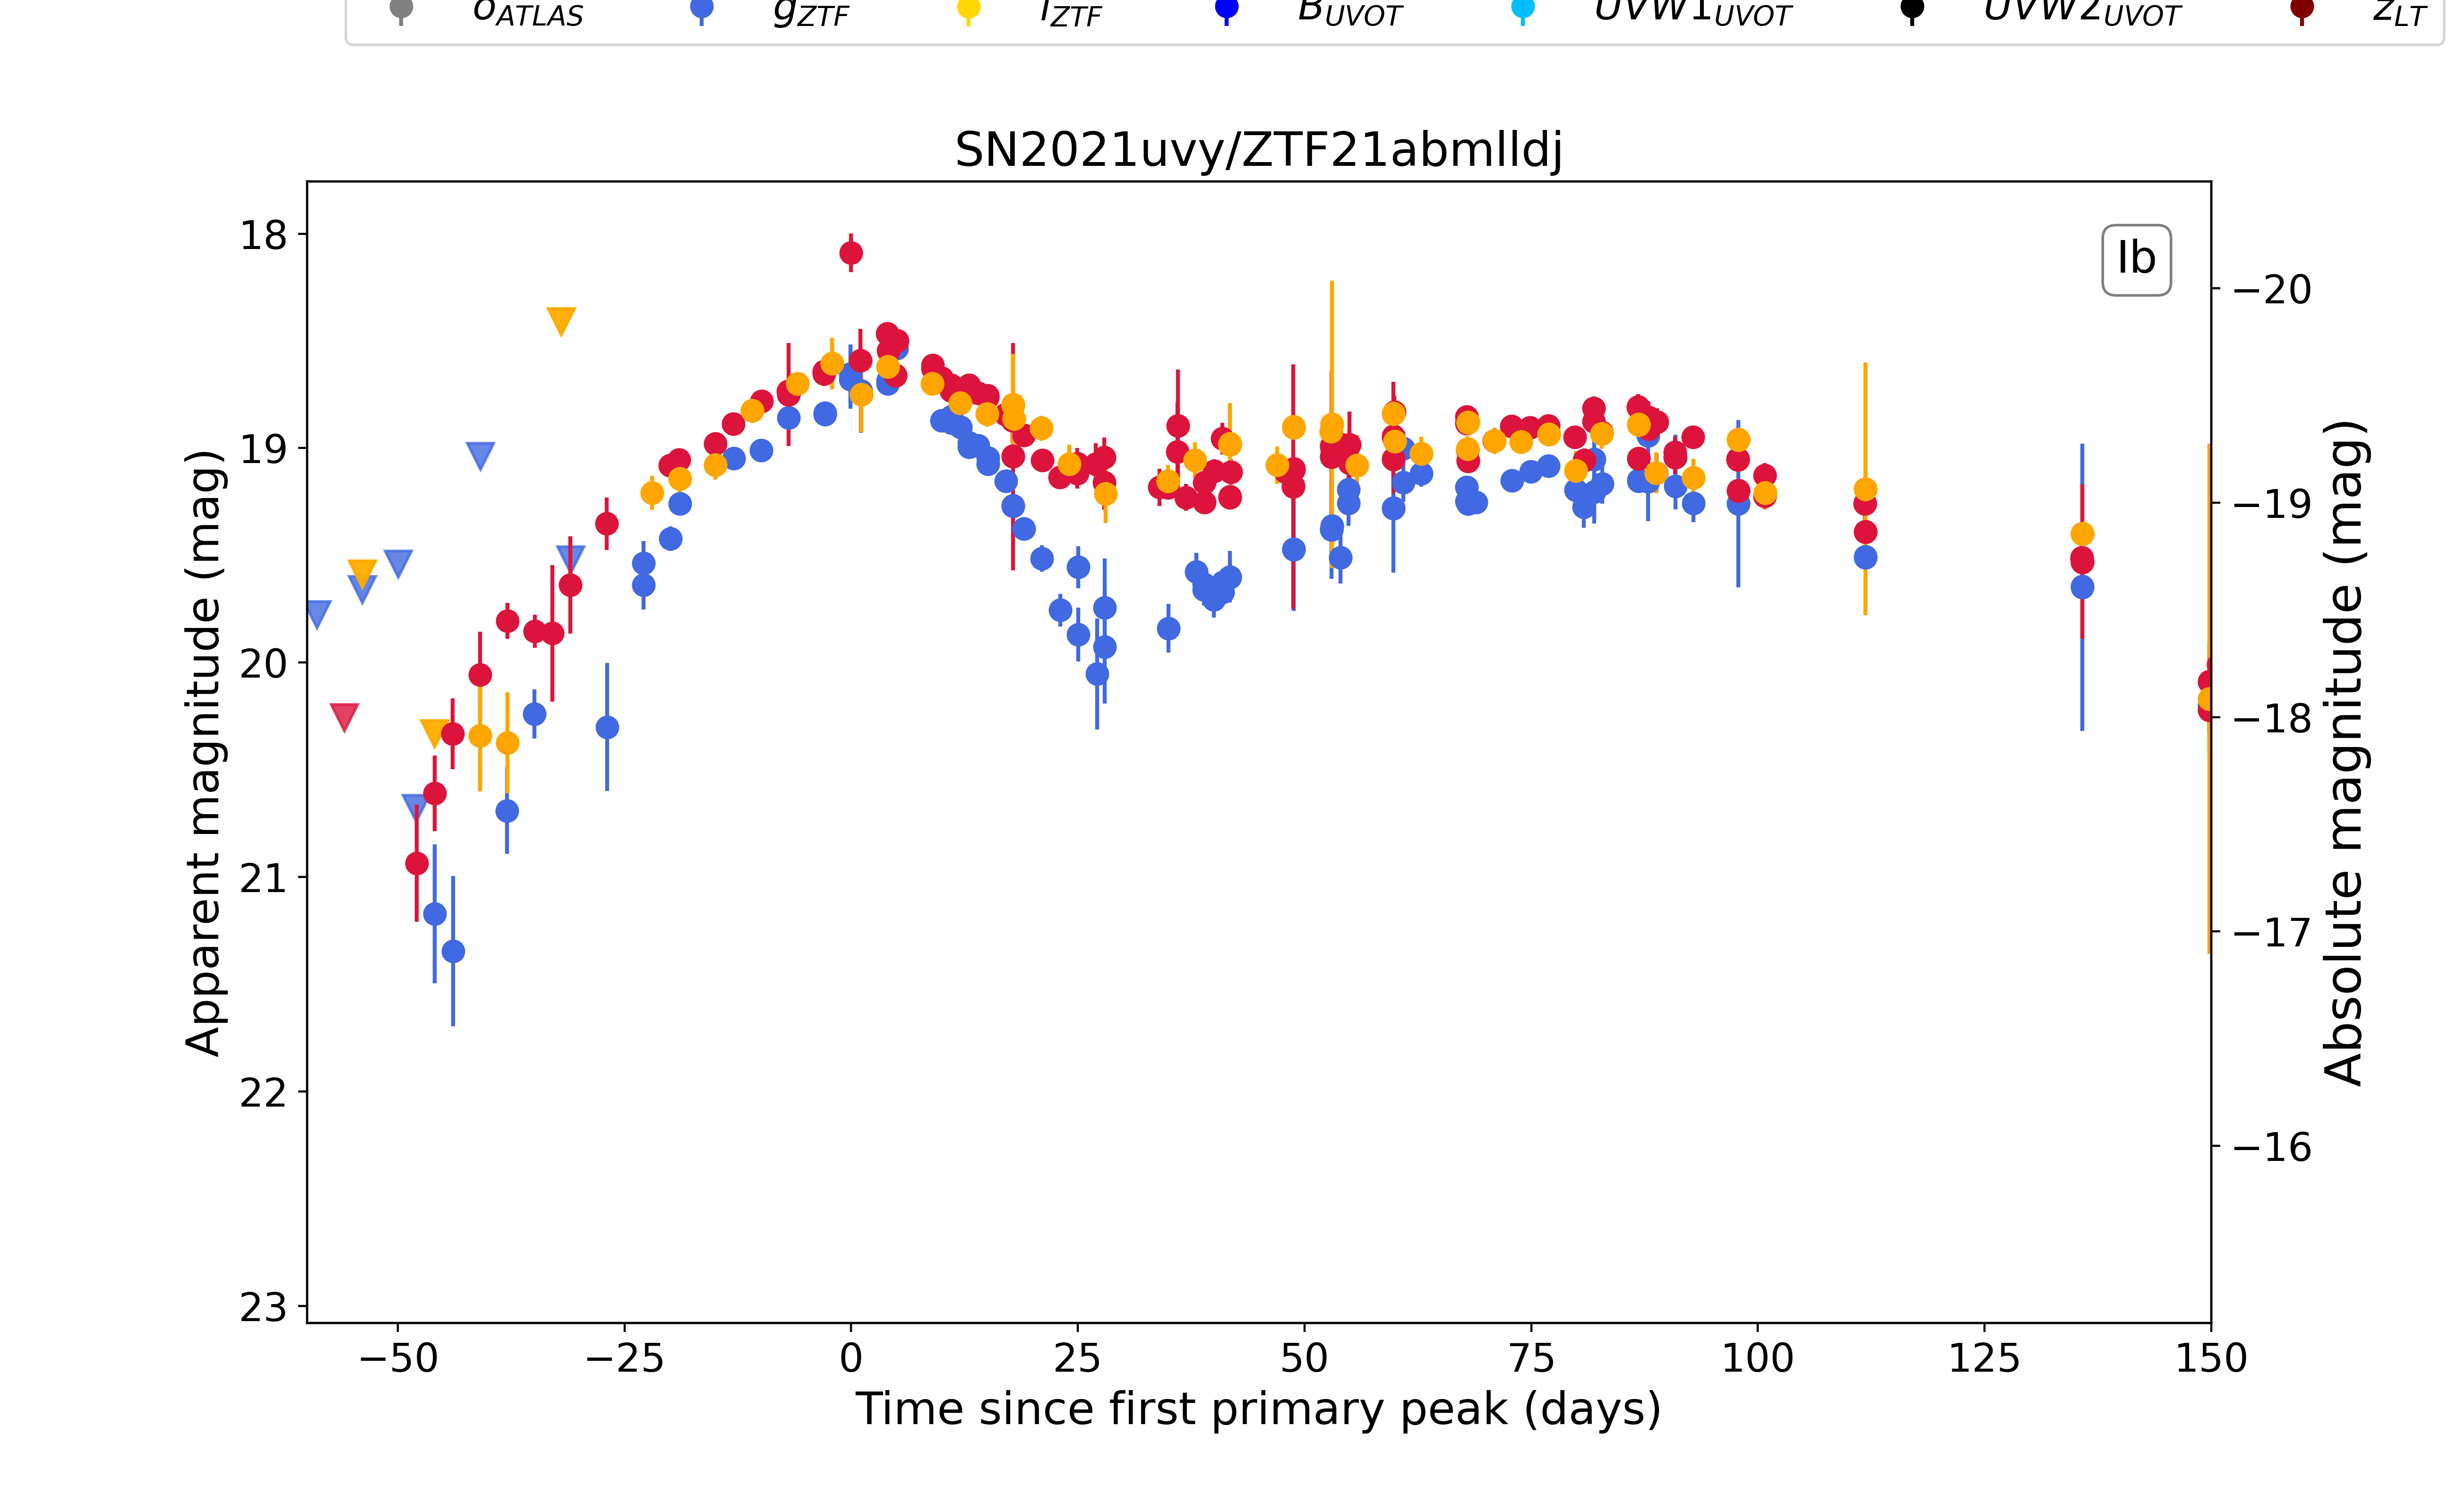 o_ATLAS g_ZTF i_ZTF B_UVOT UVW1_UVOT UVW2_UVOT z_LT
SN2021uvy/ZTF21abmlldj
Ib
18
19
20
21
22
23
Apparent magnitude (mag)
−20
−19
−18
−17
−16
Absolute magnitude (mag)
−50 −25 0 25 50 75 100 125 150
Time since first primary peak (days)